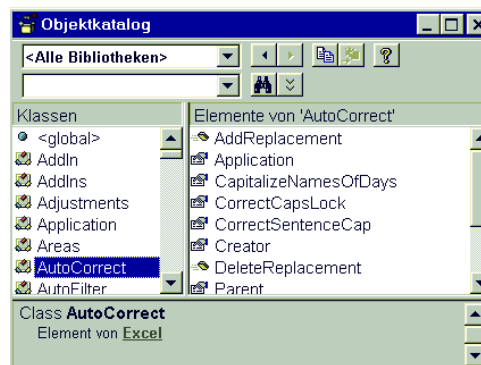 Objektkatalog
<Alle Bibliotheken>
Klassen
<global>
AddIn
AddIns
Adjustments
Application
Areas
AutoCorrect
AutoFilter
Elemente von 'AutoCorrect'
AddReplacement
Application
CapitalizeNamesOfDays
CorrectCapsLock
CorrectSentenceCap
Creator
DeleteReplacement
Parent
Class AutoCorrect
Element von Excel